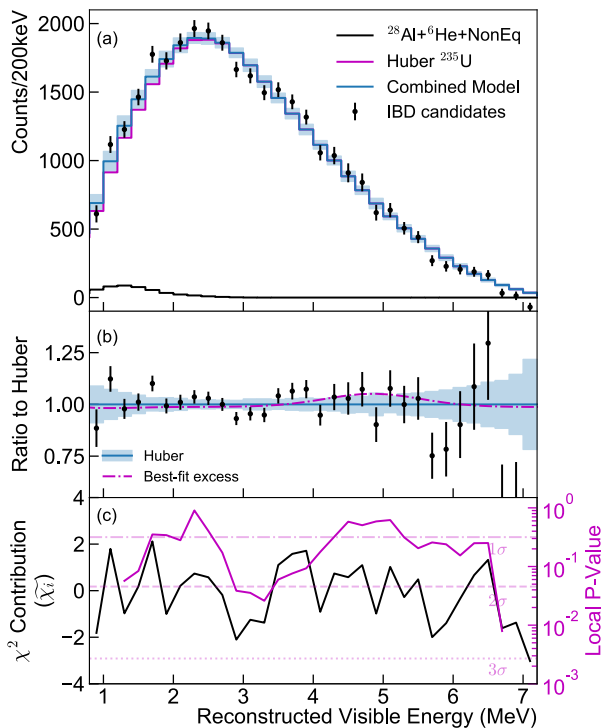 (a)
²⁸Al+⁶He+NonEq
Huber ²³⁵U
Combined Model
IBD candidates
Counts/200keV
2000
1500
1000
500
0
(b)
Ratio to Huber
1.25
1.00
0.75
Huber
Best-fit excess
(c)
χ² Contribution
(χ̃ᵢ)
4
2
0
−2
−4
1σ
2σ
3σ
10⁰
10⁻¹
10⁻²
10⁻³
10⁻⁴
Local P-Value
1 2 3 4 5 6 7
Reconstructed Visible Energy (MeV)